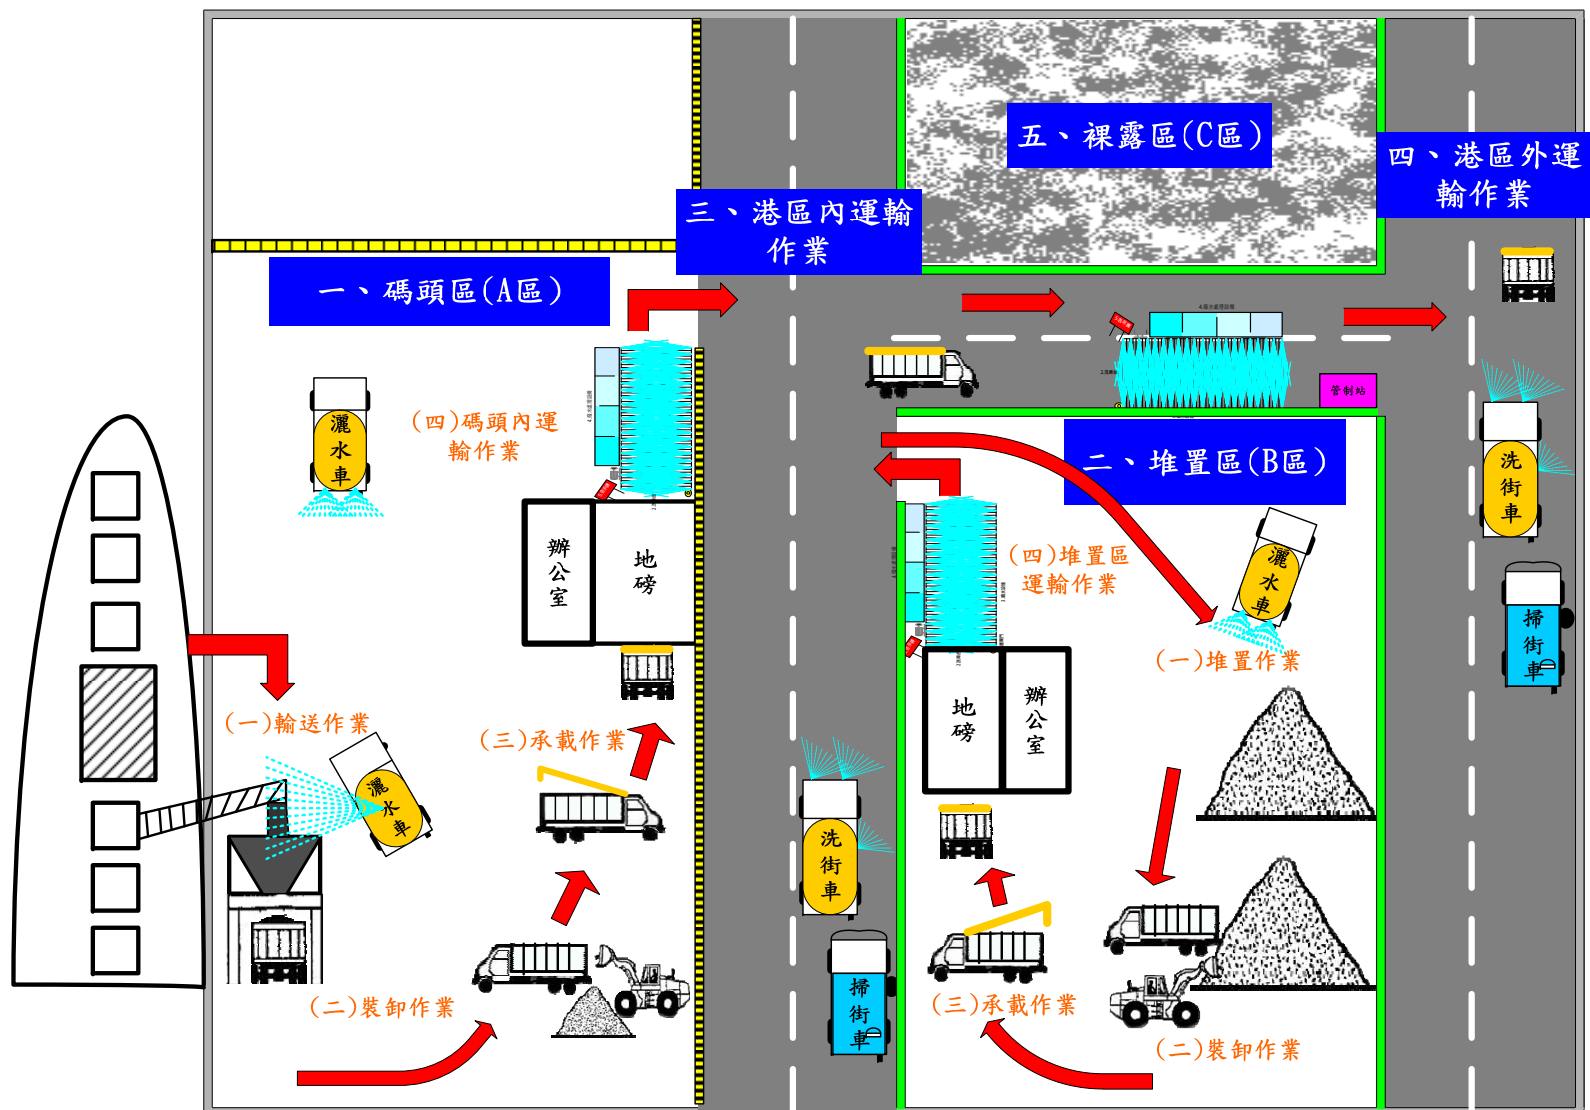 五、裸露區(C區)
四、港區外運
輸作業
三、港區內運輸
作業
一、碼頭區(A區)
管制站
灑水車
(四)碼頭內運
輸作業
二、堆置區(B區)
洗街車
辦公室
地磅
(四)堆置區
運輸作業
灑水車
掃街車
(一)堆置作業
(一)輸送作業
(三)承載作業
地磅
辦公室
灑水車
洗街車
(二)裝卸作業
掃街車
(三)承載作業
(二)裝卸作業